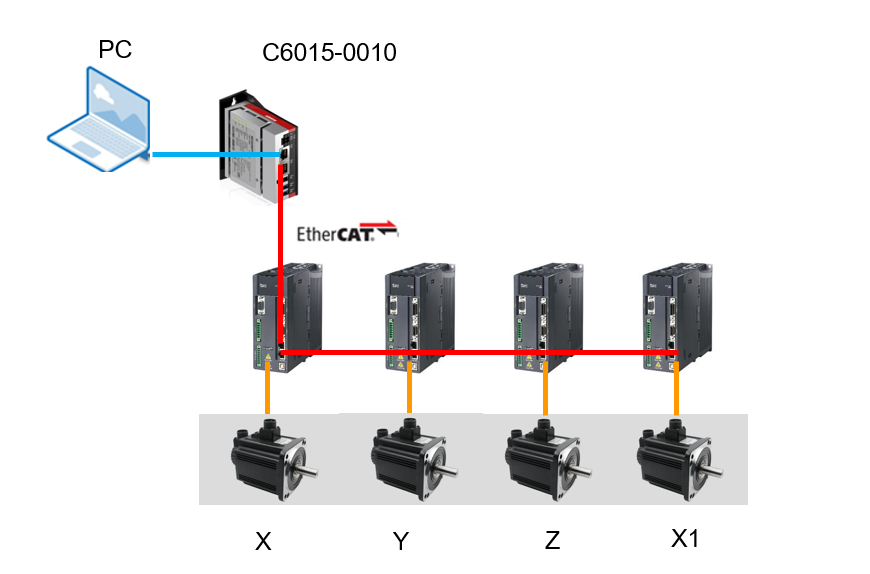 PC
C6015-0010
EtherCAT®
X
Y
Z
X1